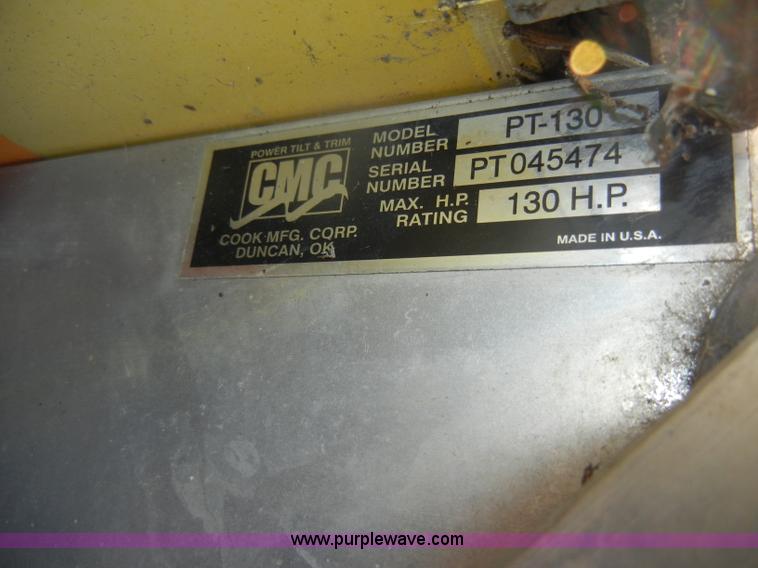 POWER TILT & TRIM
CMC
COOK MFG. CORP.
DUNCAN, OK
MODEL NUMBER PT-130
SERIAL NUMBER PT045474
MAX. H.P. RATING 130 H.P.
MADE IN U.S.A.
www.purplewave.com